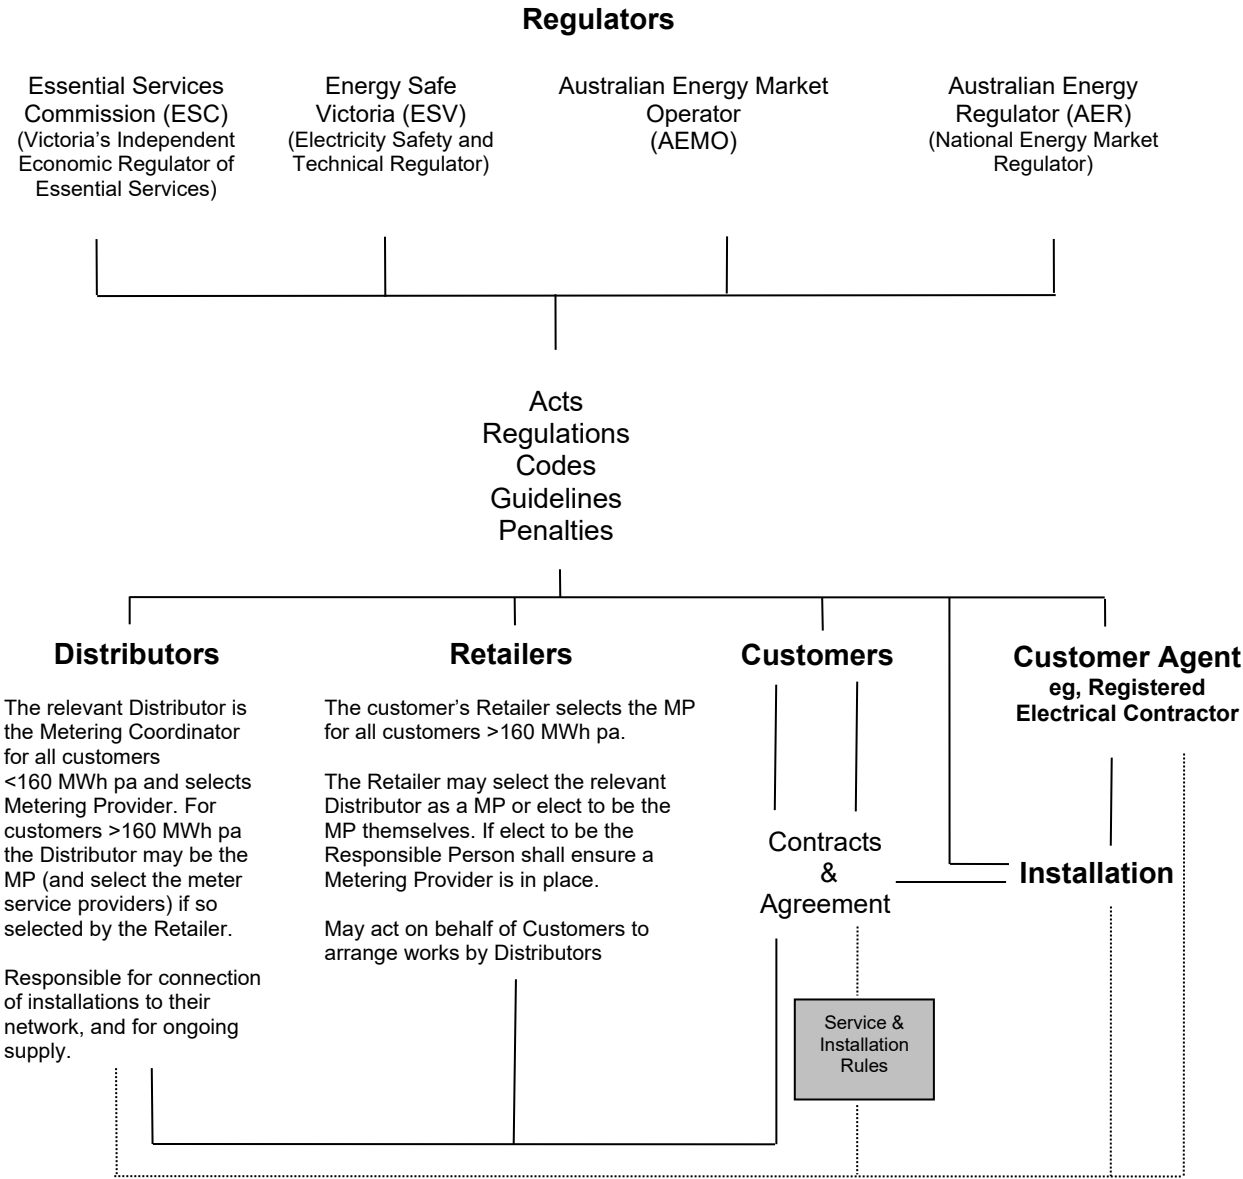 Regulators
Essential Services
Commission (ESC)
(Victoria's Independent
Economic Regulator of
Essential Services)
Energy Safe
Victoria (ESV)
(Electricity Safety and
Technical Regulator)
Australian Energy Market
Operator
(AEMO)
Australian Energy
Regulator (AER)
(National Energy Market
Regulator)
Acts
Regulations
Codes
Guidelines
Penalties
Distributors
The relevant Distributor is
the Metering Coordinator
for all customers
<160 MWh pa and selects
Metering Provider. For
customers >160 MWh pa
the Distributor may be the
MP (and select the meter
service providers) if so
selected by the Retailer.
Responsible for connection
of installations to their
network, and for ongoing
supply.
Retailers
The customer's Retailer selects the MP
for all customers >160 MWh pa.
The Retailer may select the relevant
Distributor as a MP or elect to be the
MP themselves. If elect to be the
Responsible Person shall ensure a
Metering Provider is in place.
May act on behalf of Customers to
arrange works by Distributors
Customers
Contracts
&
Agreement
Service &
Installation
Rules
Customer Agent
eg, Registered
Electrical Contractor
Installation